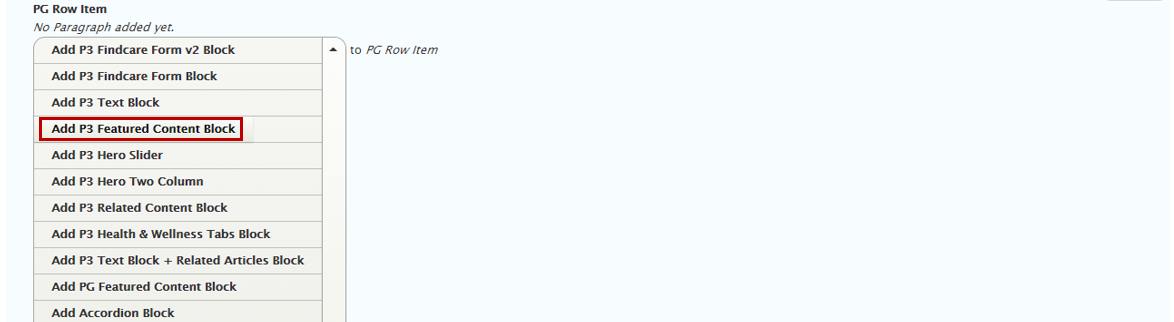 PG Row Item
No Paragraph added yet.
Add P3 Findcare Form v2 Block to PG Row Item
Add P3 Findcare Form Block
Add P3 Text Block
Add P3 Featured Content Block
Add P3 Hero Slider
Add P3 Hero Two Column
Add P3 Related Content Block
Add P3 Health & Wellness Tabs Block
Add P3 Text Block + Related Articles Block
Add PG Featured Content Block
Add Accordion Block